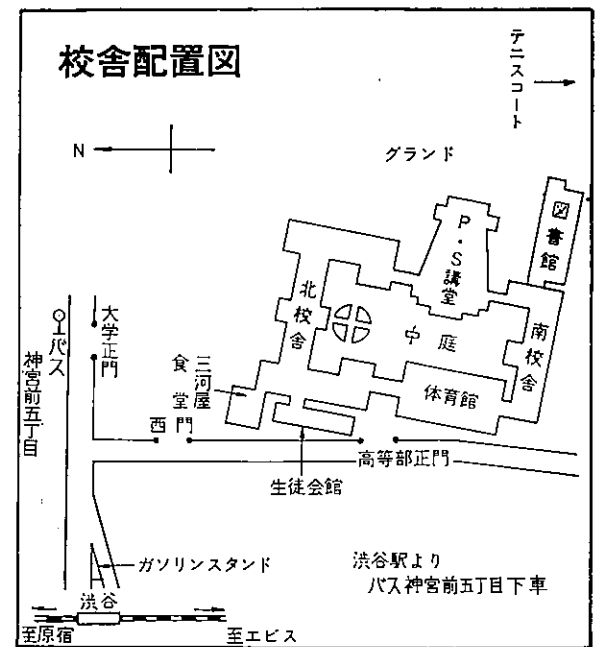 校舎配置図
テニスコート
N
グランド
P・S講堂
図書館
北校舎
中庭
南校舎
体育館
大学正門
バス
神宮前五丁目
三河屋
食堂
西門
高等部正門
生徒会館
ガソリンスタンド
渋谷駅より
バス神宮前五丁目下車
渋谷
至原宿
至エビス